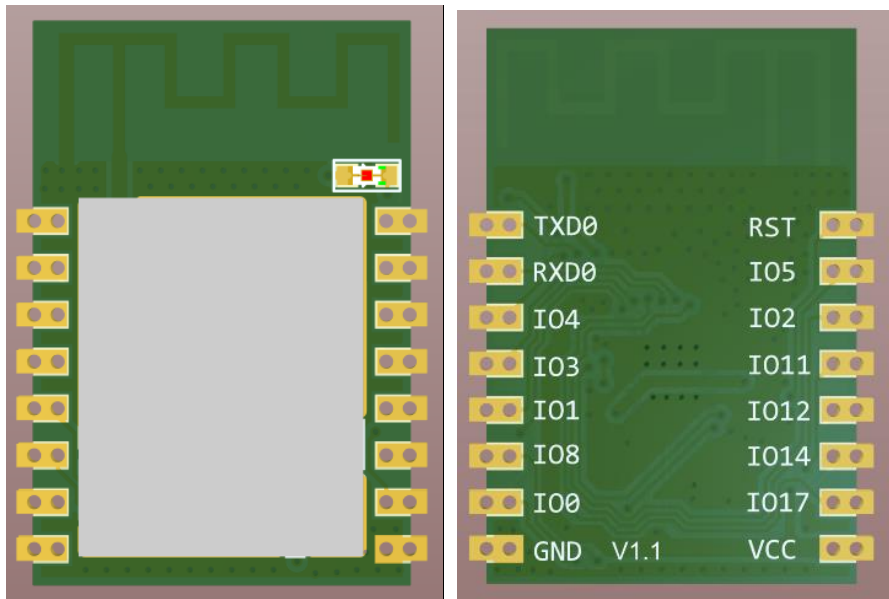 TXD0 RST
RXD0 IO5
IO4 IO2
IO3 IO11
IO1 IO12
IO8 IO14
IO0 IO17
GND V1.1 VCC